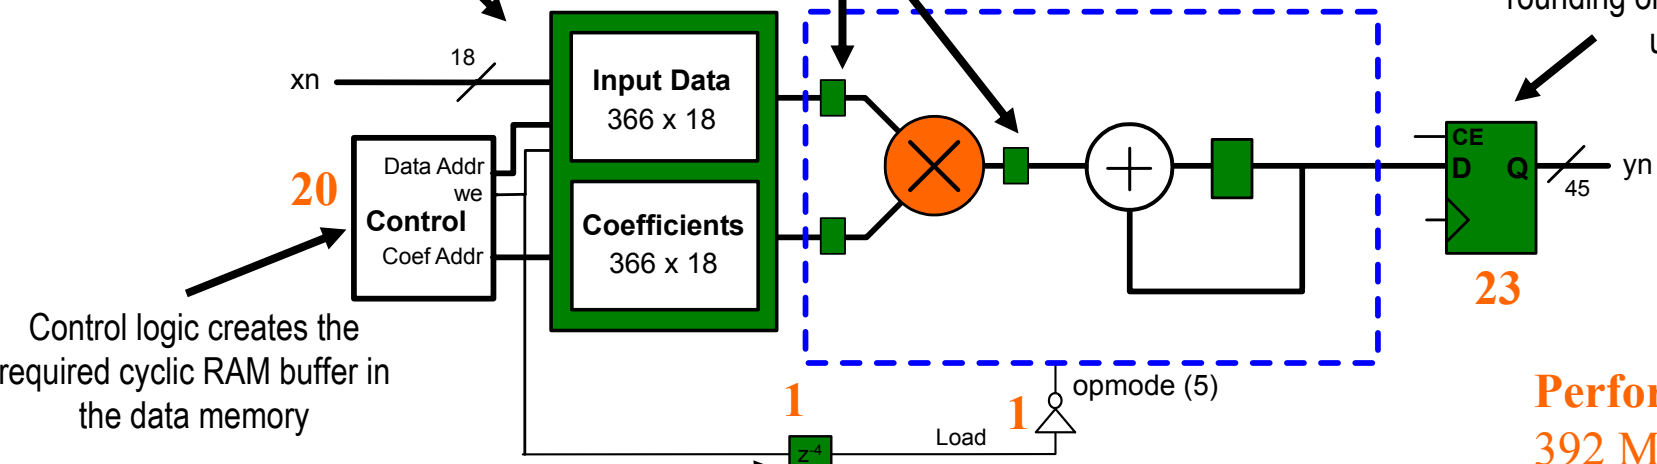 rounding
18
xn
Input Data
366 x 18
CE
D
Q
yn
45
Data Addr
we
20
Control
Coefficients
Coef Addr
366 x 18
23
Control logic creates the
required cyclic RAM buffer in
the data memory
opmode (5)
1
1
Load
z-4
392 M